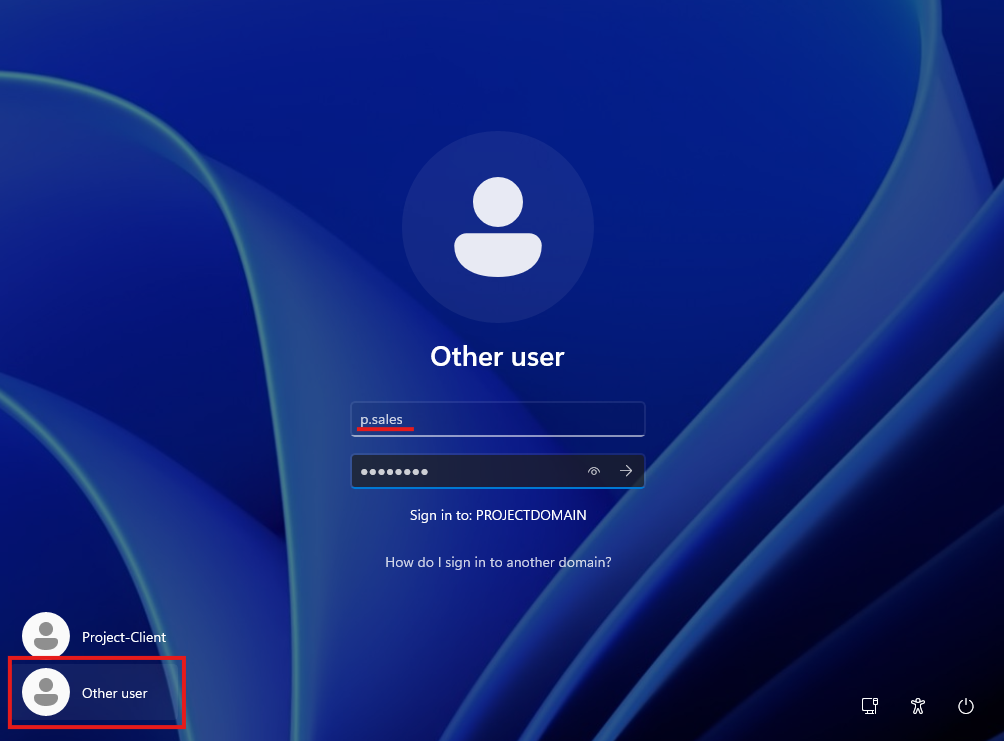 Other user
p.sales
Sign in to: PROJECTDOMAIN
How do I sign in to another domain?
Project-Client
Other user